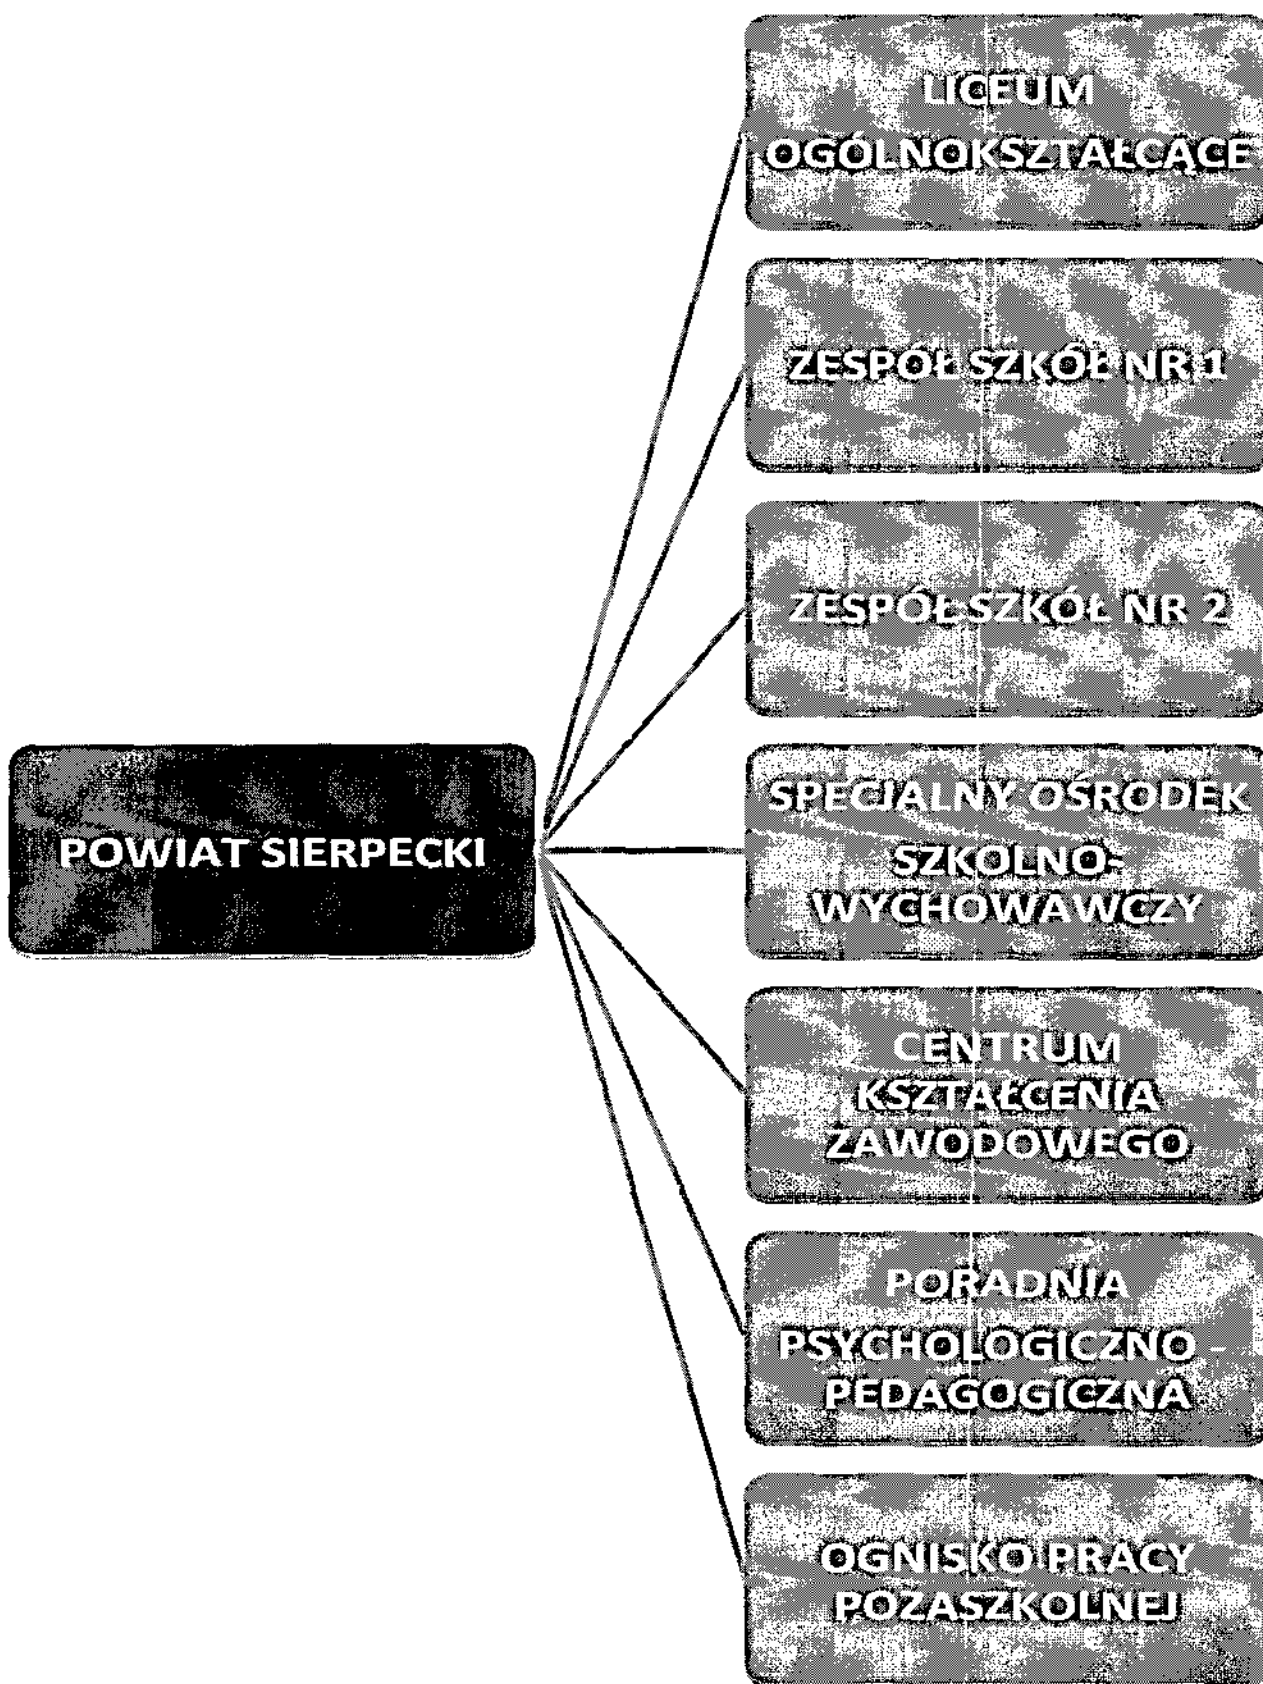 LICEUM
OGÓLNOKSZTAŁCĄCE
ZESPÓŁ SZKÓŁ NR 1
ZESPÓŁ SZKÓŁ NR 2
POWIAT SIERPECKI
SPECJALNY OŚRODEK
SZKOLNO-
WYCHOWAWCZY
CENTRUM
KSZTAŁCENIA
ZAWODOWEGO
PORADNIA
PSYCHOLOGICZNO -
PEDAGOGICZNA
OGNISKO PRACY
POZASZKOLNEJ